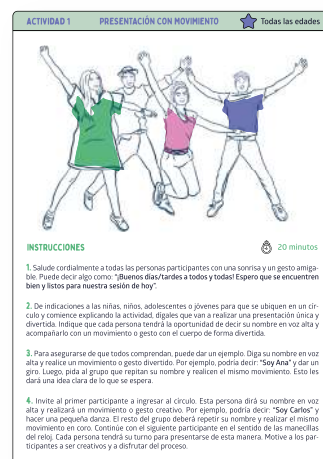 ACTIVIDAD 1 PRESENTACIÓN CON MOVIMIENTO Todas las edades
INSTRUCCIONES 20 minutos
1. Salude cordialmente a todas las personas participantes con una sonrisa y un gesto amiga-
ble. Puede decir algo como: "¡Buenos días/tardes a todos y todas! Espero que se encuentren
bien y listos para nuestra sesión de hoy".
2. De indicaciones a las niñas, niños, adolescentes o jóvenes para que se ubiquen en un cír-
culo y comience explicando la actividad, dígales que van a realizar una presentación única y
divertida. Indique que cada persona tendrá la oportunidad de decir su nombre en voz alta y
acompañarlo con un movimiento o gesto con el cuerpo de forma divertida.
3. Para asegurarse de que todos comprendan, puede dar un ejemplo. Diga su nombre en voz
alta y realice un movimiento o gesto divertido. Por ejemplo, podría decir: "Soy Ana" y dar un
giro. Luego, pida al grupo que repitan su nombre y realicen el mismo movimiento. Esto les
dará una idea clara de lo que se espera.
4. Invite al primer participante a ingresar al círculo. Esta persona dirá su nombre en voz
alta y realizará un movimiento o gesto creativo. Por ejemplo, podría decir: "Soy Carlos" y
hacer una pequeña danza. El resto del grupo deberá repetir su nombre y realizar el mismo
movimiento en coro. Continúe con el siguiente participante en el sentido de las manecillas
del reloj. Cada persona tendrá su turno para presentarse de esta manera. Motive a los par-
ticipantes a ser creativos y a disfrutar del proceso.